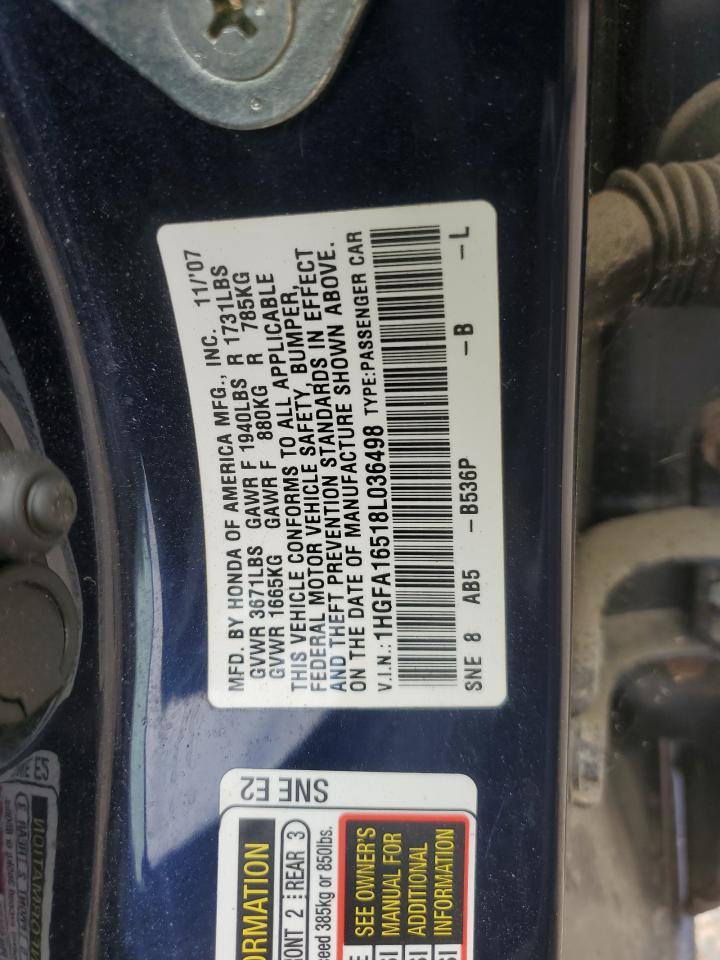 MFD. BY HONDA OF AMERICA MFG., INC. 11/'07
GVWR 3671LBS GAWR F 1940LBS R 1731LBS
GVWR 1665KG GAWR F 880KG R 785KG
THIS VEHICLE CONFORMS TO ALL APPLICABLE
FEDERAL MOTOR VEHICLE SAFETY, BUMPER,
AND THEFT PREVENTION STANDARDS IN EFFECT
ON THE DATE OF MANUFACTURE SHOWN ABOVE.
V.I.N.: 1HGFA16518L036498 TYPE:PASSENGER CAR
SNE 8 AB5 -B536P -B -L
SNE E2
2 REAR 3
385kg or 850lbs.
SEE OWNER'S
MANUAL FOR
ADDITIONAL
INFORMATION